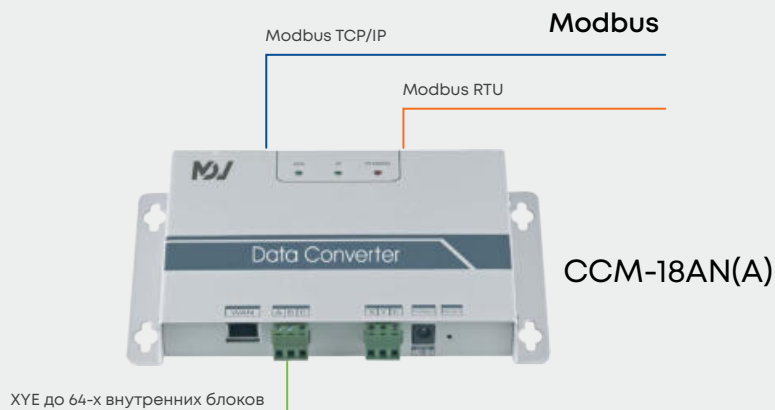 Modbus
Modbus TCP/IP
Modbus RTU
MDV
Data Converter
CCM-18AN(A)
WAN
A B E
X Y E
XYE до 64-х внутренних блоков